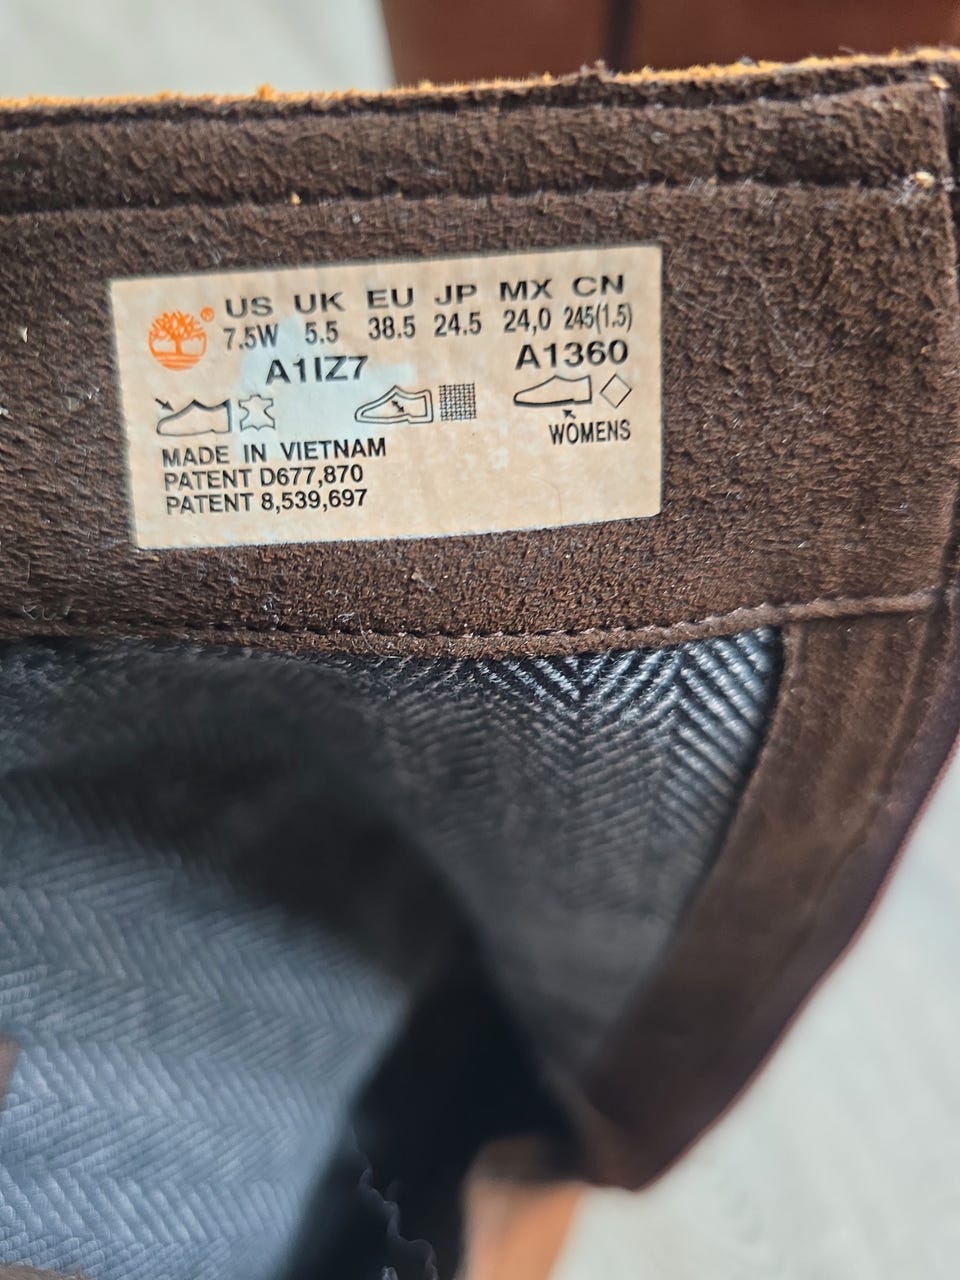 ® US UK EU JP MX CN
7.5W 5.5 38.5 24.5 24,0 245(1.5)
A1IZ7 A1360
WOMENS
MADE IN VIETNAM
PATENT D677,870
PATENT 8,539,697